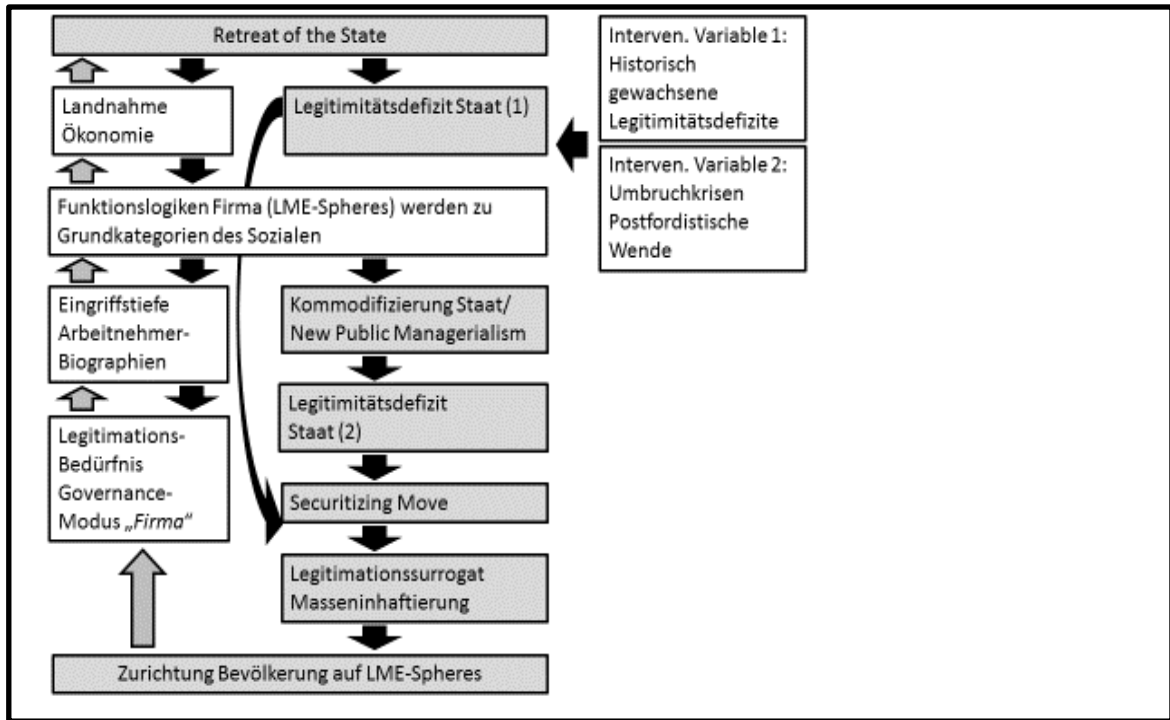 Retreat of the State
Landnahme
Ökonomie
Legitimitätsdefizit Staat (1)
Interven. Variable 1:
Historisch
gewachsene
Legitimitätsdefizite
Interven. Variable 2:
Umbruchkrisen
Postfordistische
Wende
Funktionslogiken Firma (LME-Spheres) werden zu
Grundkategorien des Sozialen
Eingriffstiefe
Arbeitnehmer-
Biographien
Kommodifizierung Staat/
New Public Managerialism
Legitimitätsdefizit
Staat (2)
Legitimations-
Bedürfnis
Governance-
Modus „Firma“
Securitizing Move
Legitimationssurrogat
Masseninhaftierung
Zurichtung Bevölkerung auf LME-Spheres